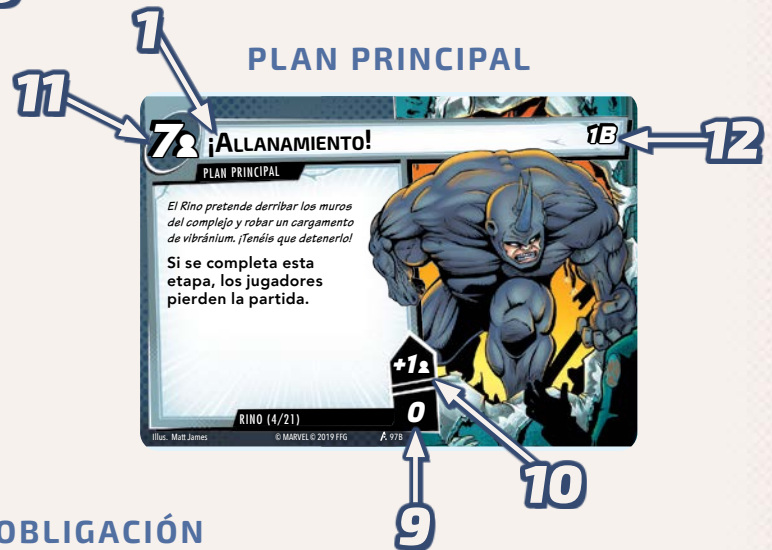 PLAN PRINCIPAL
1
11
7
¡ALLANAMIENTO!
1B
12
PLAN PRINCIPAL
El Rino pretende derribar los muros
del complejo y robar un cargamento
de vibránium. ¡Tenéis que detenerlo!
Si se completa esta
etapa, los jugadores
pierden la partida.
+1
0
RINO (4/21)
Illus. Matt James
© MARVEL © 2019 FFG
97B
10
9
OBLIGACIÓN